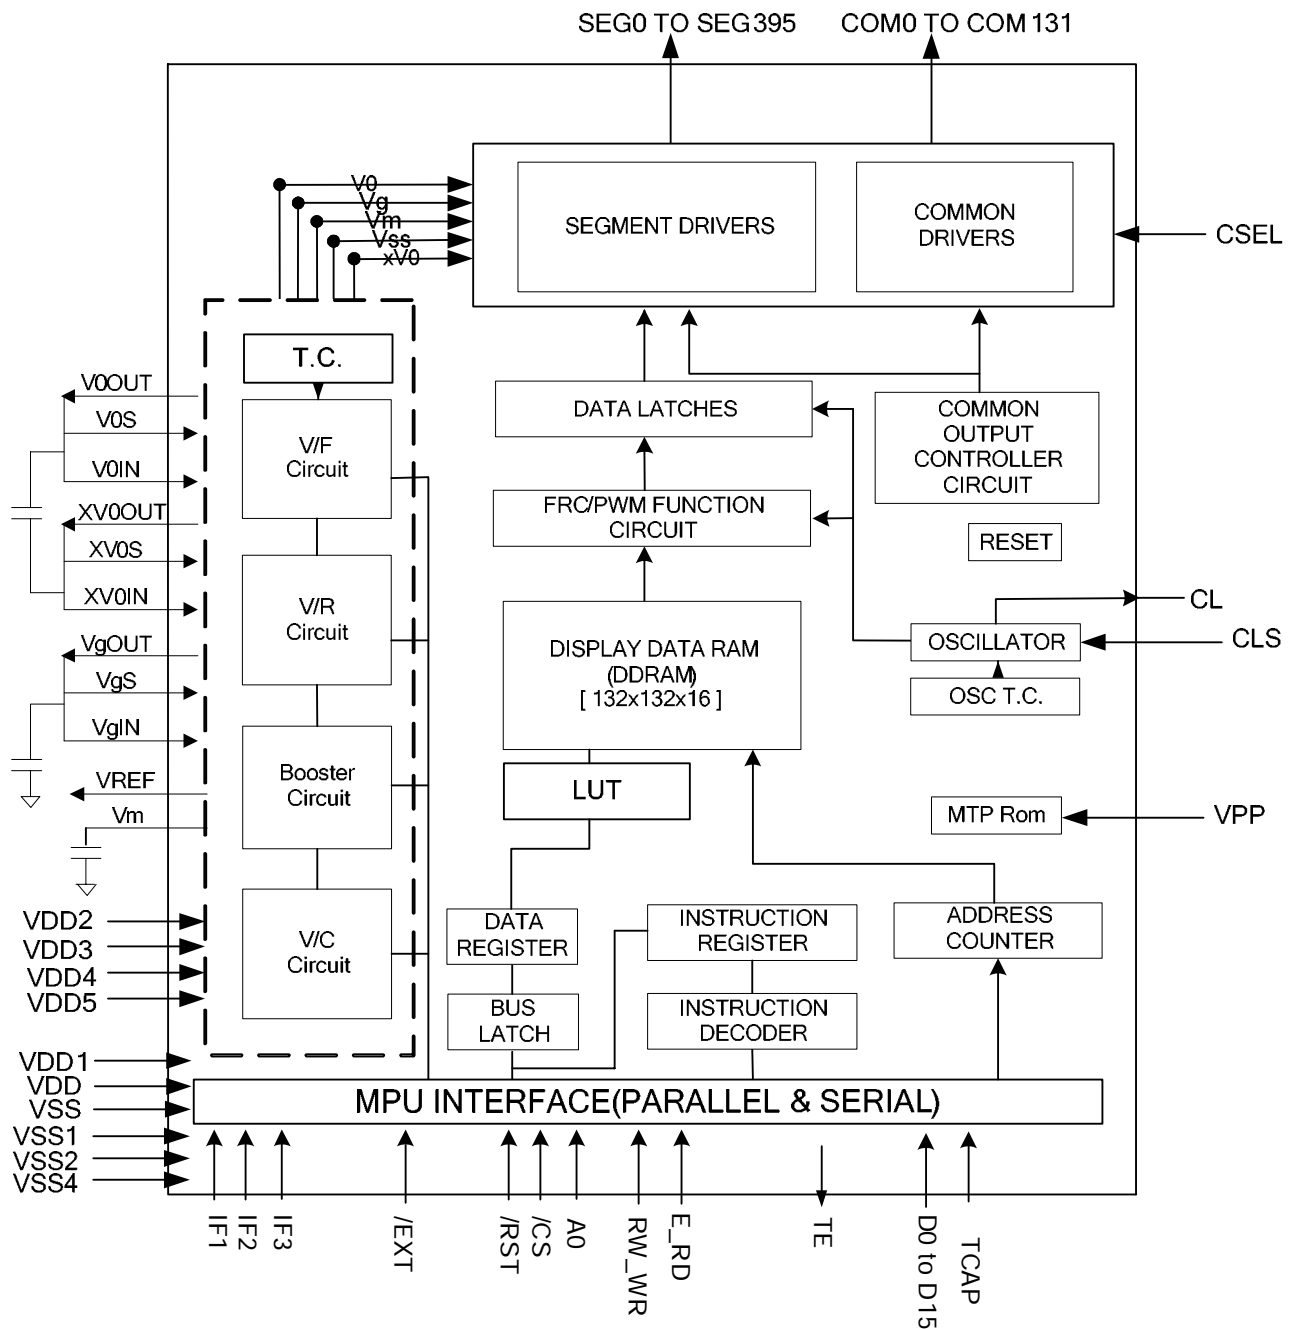 SEG0 TO SEG395
COM0 TO COM131
V0
Vg
Vm
Vss
xV0
SEGMENT DRIVERS
COMMON
DRIVERS
CSEL
T.C.
V/F
Circuit
V/R
Circuit
Booster
Circuit
V/C
Circuit
V0OUT
V0S
V0IN
XV0OUT
XV0S
XV0IN
VgOUT
VgS
VgIN
VREF
Vm
VDD2
VDD3
VDD4
VDD5
VDD1
VDD
VSS
VSS1
VSS2
VSS4
DATA LATCHES
COMMON
OUTPUT
CONTROLLER
CIRCUIT
FRC/PWM FUNCTION
CIRCUIT
RESET
DISPLAY DATA RAM
(DDRAM)
[ 132x132x16 ]
OSCILLATOR
OSC T.C.
CL
CLS
LUT
MTP Rom
VPP
DATA
REGISTER
INSTRUCTION
REGISTER
ADDRESS
COUNTER
BUS
LATCH
INSTRUCTION
DECODER
MPU INTERFACE(PARALLEL & SERIAL)
IF1
IF2
IF3
/EXT
/RST
/CS
A0
RW_WR
E_RD
TE
D0 to D15
TCAP